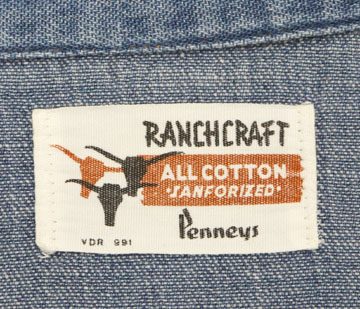 RANCHCRAFT
ALL COTTON
"SANFORIZED"
Penneys
VDR 991